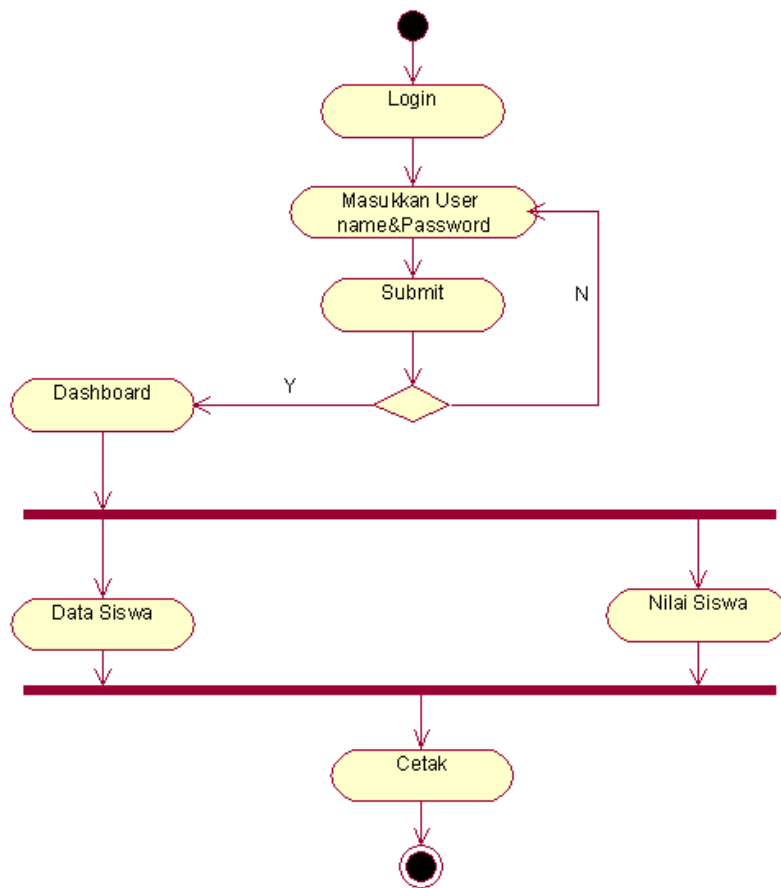 Login
Masukkan User
name&Password
Submit
N
Y
Dashboard
Data Siswa
Nilai Siswa
Cetak